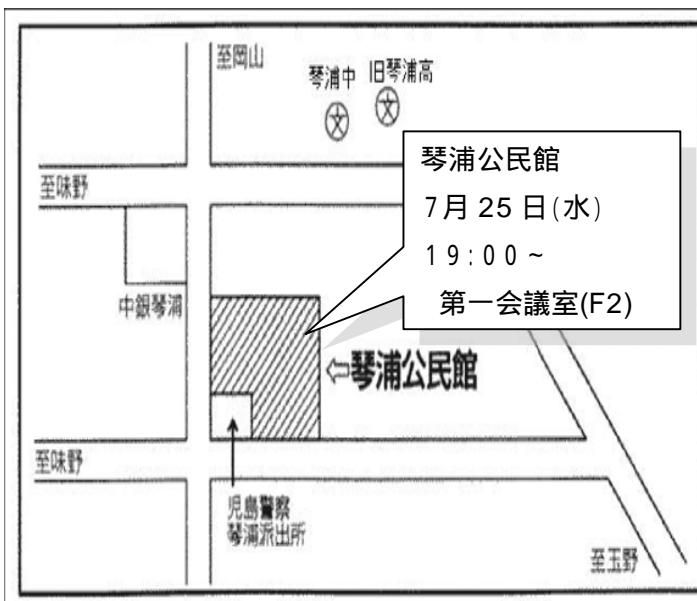 至岡山
琴浦中
旧琴浦高
文
文
至味野
琴浦公民館
7月25日(水)
19:00~
第一会議室(F2)
中銀琴浦
⇦琴浦公民館
至味野
児島警察
琴浦派出所
至玉野